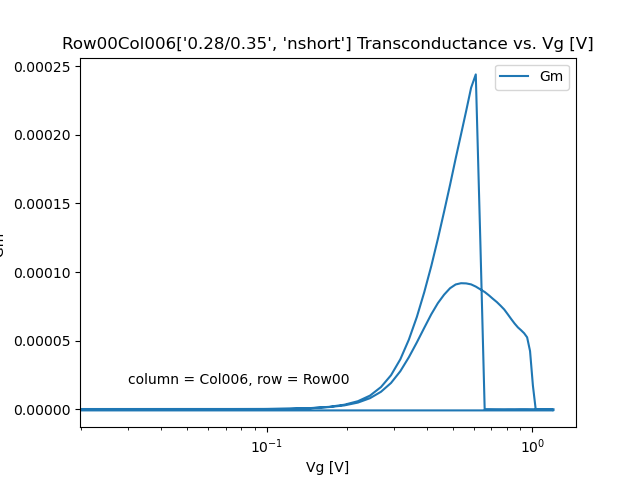 Row00Col006['0.28/0.35', 'nshort'] Transconductance vs. Vg [V]
Gm
0.00025
0.00020
0.00015
0.00010
0.00005
0.00000
column = Col006, row = Row00
10⁻¹ 10⁰
Vg [V]